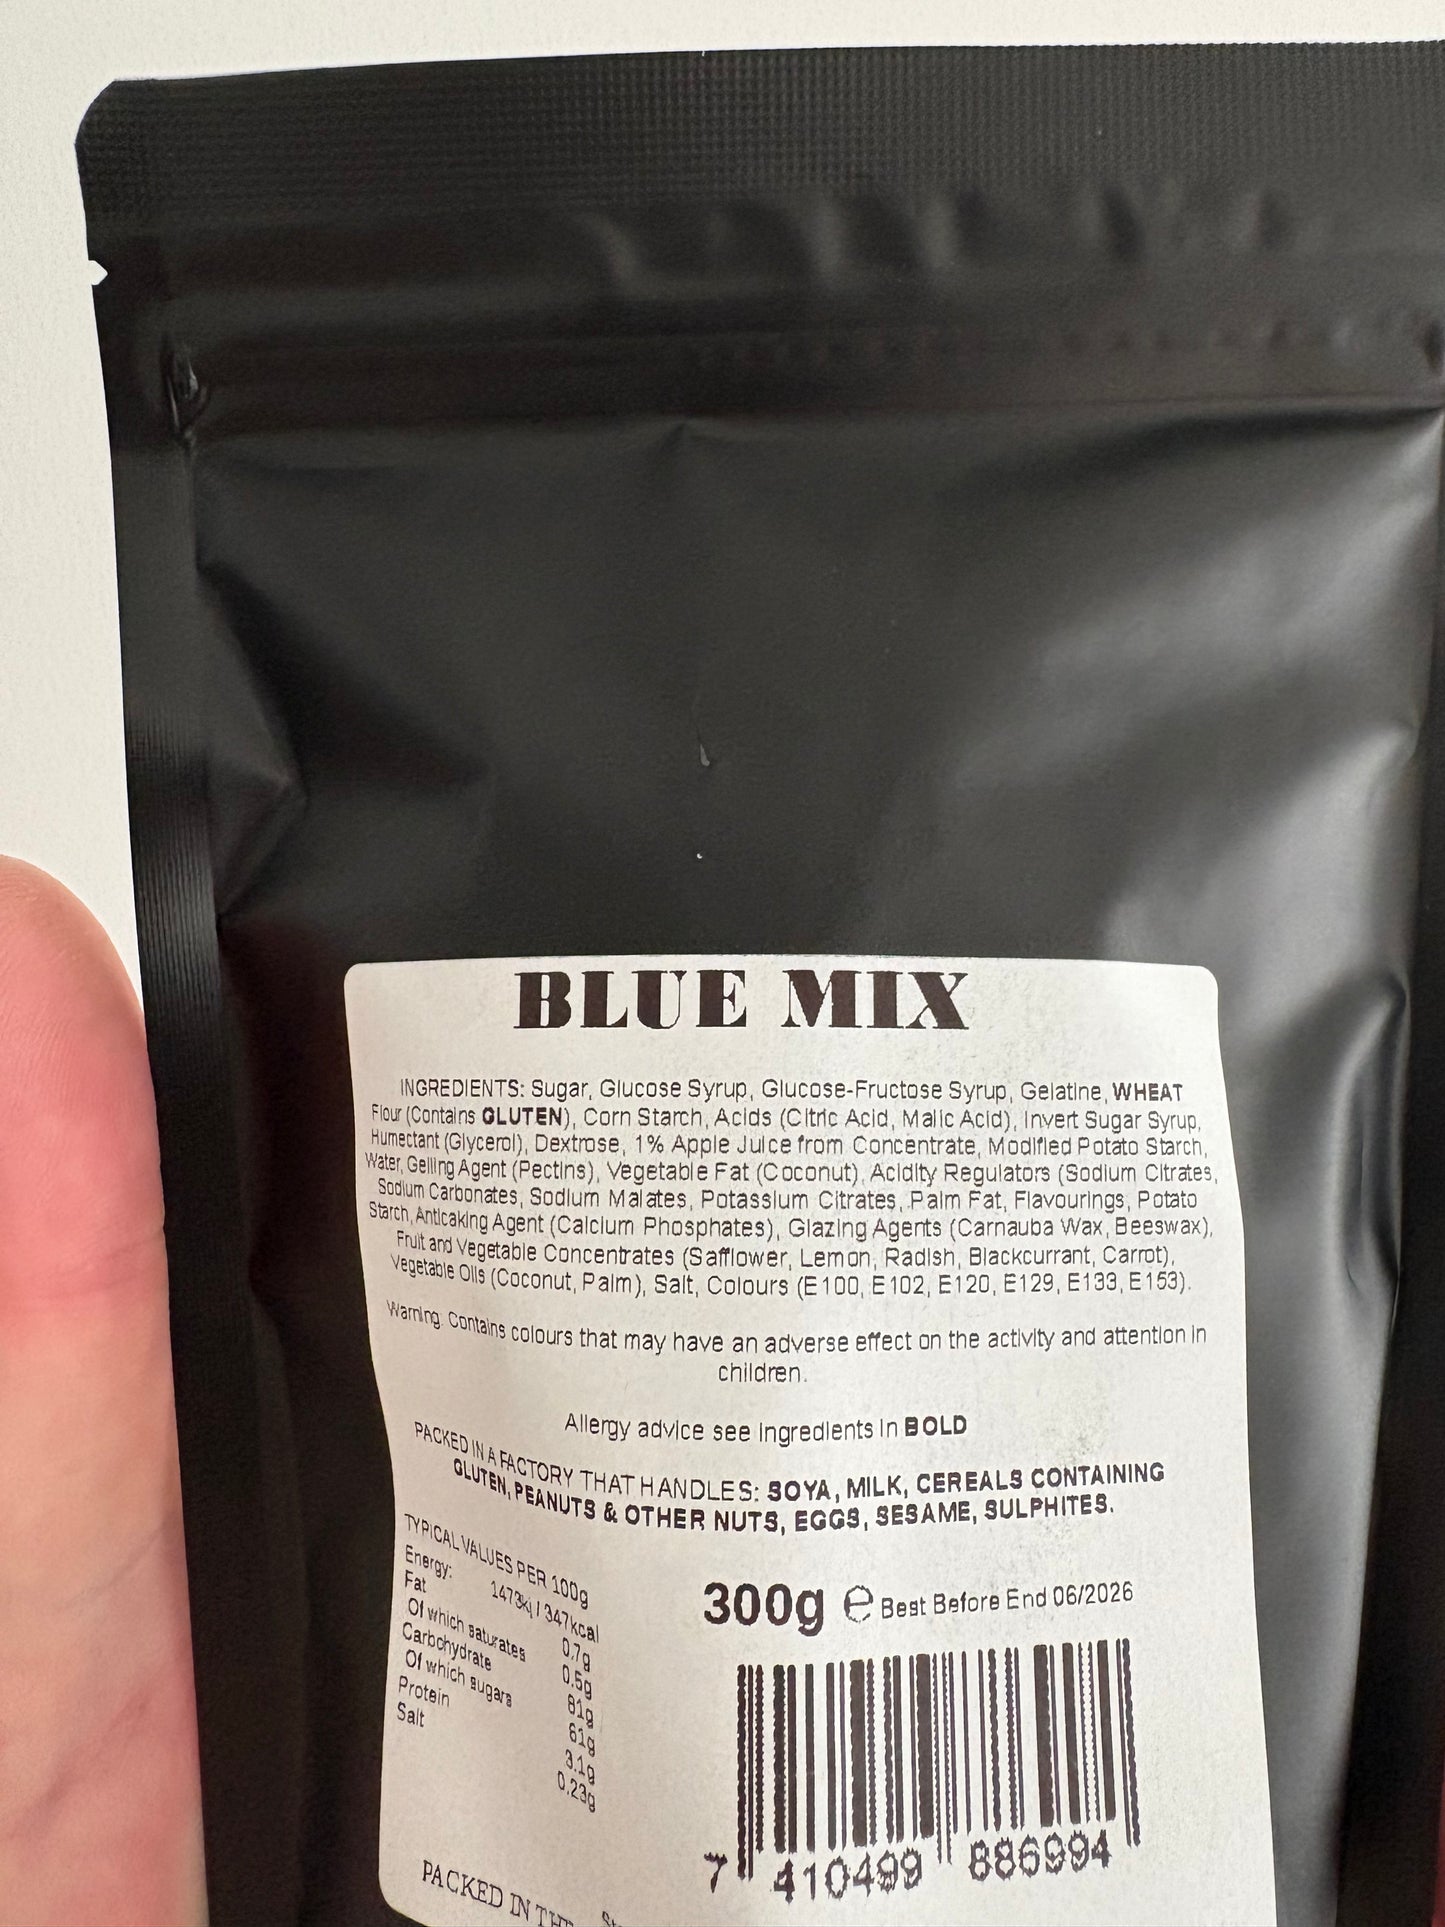 BLUE MIX
INGREDIENTS: Sugar, Glucose Syrup, Glucose-Fructose Syrup, Gelatine, WHEAT
Flour (Contains GLUTEN), Corn Starch, Acids (Citric Acid, Malic Acid), Invert Sugar Syrup,
Humectant (Glycerol), Dextrose, 1% Apple Juice from Concentrate, Modified Potato Starch,
Water, Gelling Agent (Pectins), Vegetable Fat (Coconut), Acidity Regulators (Sodium Citrates,
Sodium Carbonates, Sodium Malates, Potassium Citrates, Palm Fat, Flavourings, Potato
Starch, Anticaking Agent (Calcium Phosphates), Glazing Agents (Carnauba Wax, Beeswax),
Fruit and Vegetable Concentrates (Safflower, Lemon, Radish, Blackcurrant, Carrot),
Vegetable Oils (Coconut, Palm), Salt, Colours (E100, E102, E120, E129, E133, E153).
Warning: Contains colours that may have an adverse effect on the activity and attention in
children.
Allergy advice see ingredients in BOLD
PACKED IN A FACTORY THAT HANDLES: SOYA, MILK, CEREALS CONTAINING
GLUTEN, PEANUTS & OTHER NUTS, EGGS, SESAME, SULPHITES.
TYPICAL VALUES PER 100g
Energy: 1473kj / 347kcal
Fat 0.7g
Of which saturates 0.5g
Carbohydrate 81g
Of which sugars 61g
Protein 3.1g
Salt 0.23g
300g e Best Before End 06/2026
7 410499 886994
PACKED IN THE